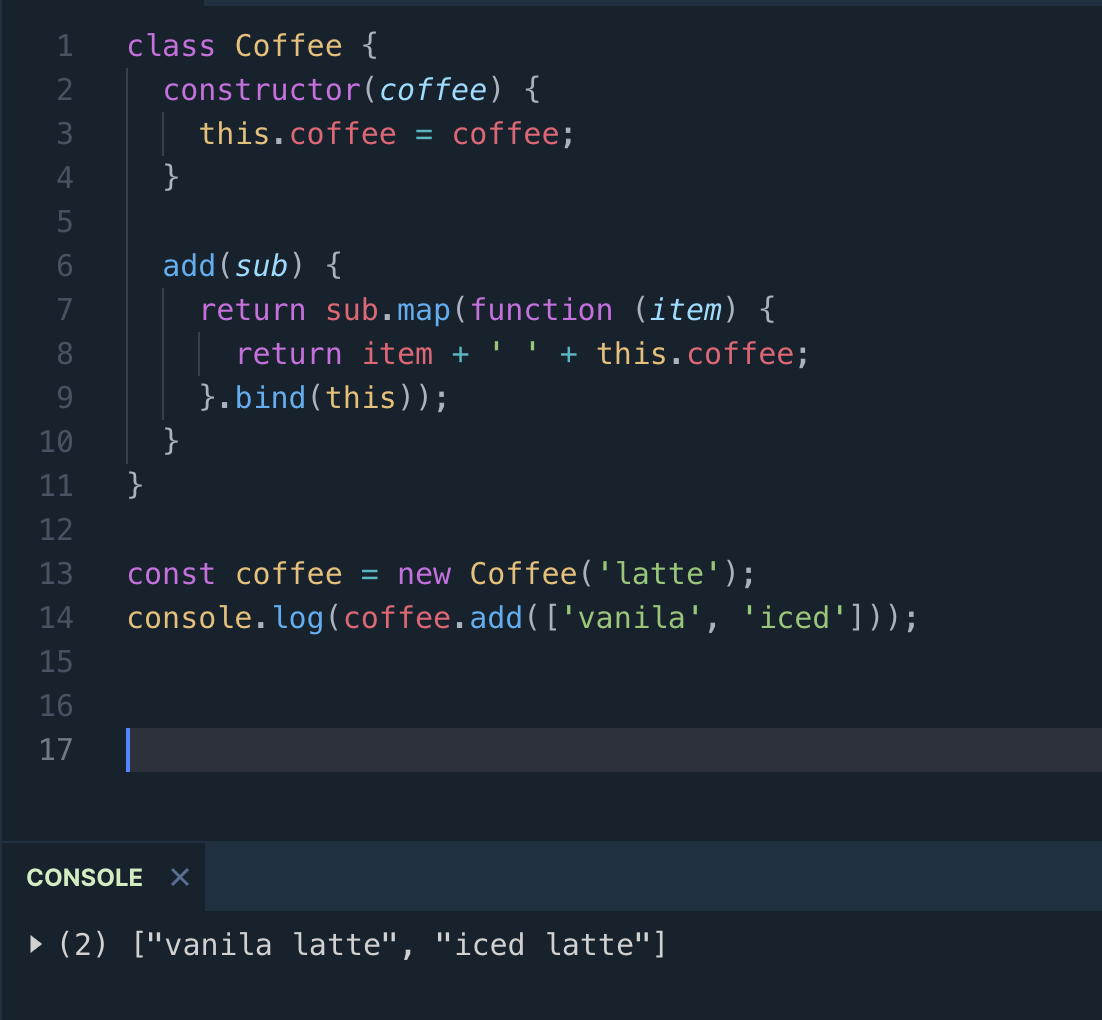 1 class Coffee {
2 constructor(coffee) {
3 this.coffee = coffee;
4 }
5
6 add(sub) {
7 return sub.map(function (item) {
8 return item + ' ' + this.coffee;
9 }.bind(this));
10 }
11 }
12
13 const coffee = new Coffee('latte');
14 console.log(coffee.add(['vanila', 'iced']));
15
16
17
CONSOLE ×
▶ (2) ["vanila latte", "iced latte"]